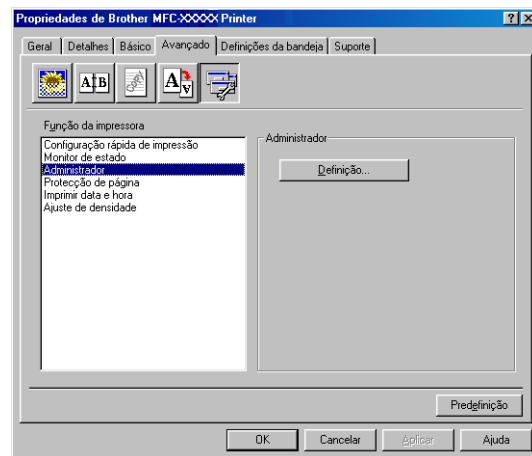 Propriedades de Brother MFC-XXXXX Printer
Geral Detalhes Básico Avançado Definições da bandeja Suporte
A B
Copy
A
Função da impressora
Configuração rápida de impressão
Monitor de estado
Administrador
Protecção de página
Imprimir data e hora
Ajuste de densidade
Administrador
Definição...
Predefinição
OK Cancelar Aplicar Ajuda